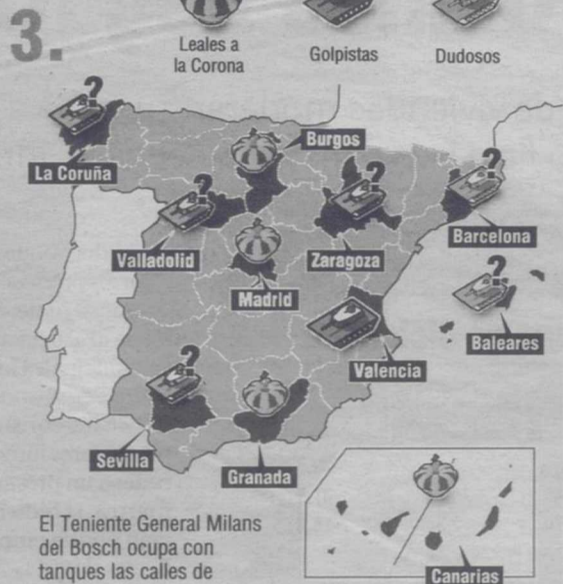 3.
Leales a
la Corona
Golpistas
Dudosos
?
La Coruña
Burgos
?
Valladolid
?
Zaragoza
?
Barcelona
Madrid
?
Baleares
Valencia
?
Sevilla
Granada
El Teniente General Milans
del Bosch ocupa con
tanques las calles de
Canarias